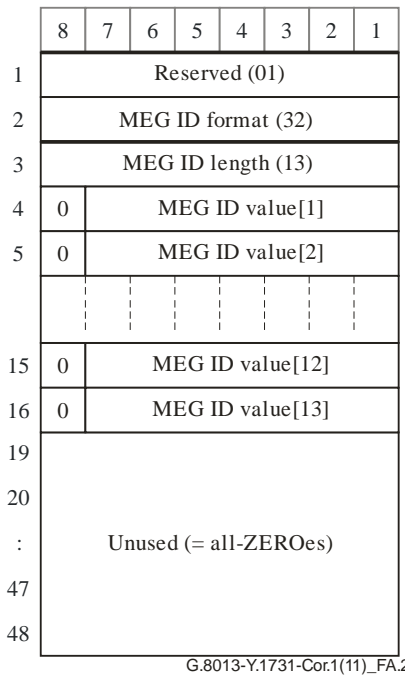 8 7 6 5 4 3 2 1
1 Reserved (01)
2 MEG ID format (32)
3 MEG ID length (13)
4 0 MEG ID value[1]
5 0 MEG ID value[2]
15 0 MEG ID value[12]
16 0 MEG ID value[13]
19
20
: Unused (= all-ZEROes)
47
48
G.8013-Y.1731-Cor.1(11)_FA.2